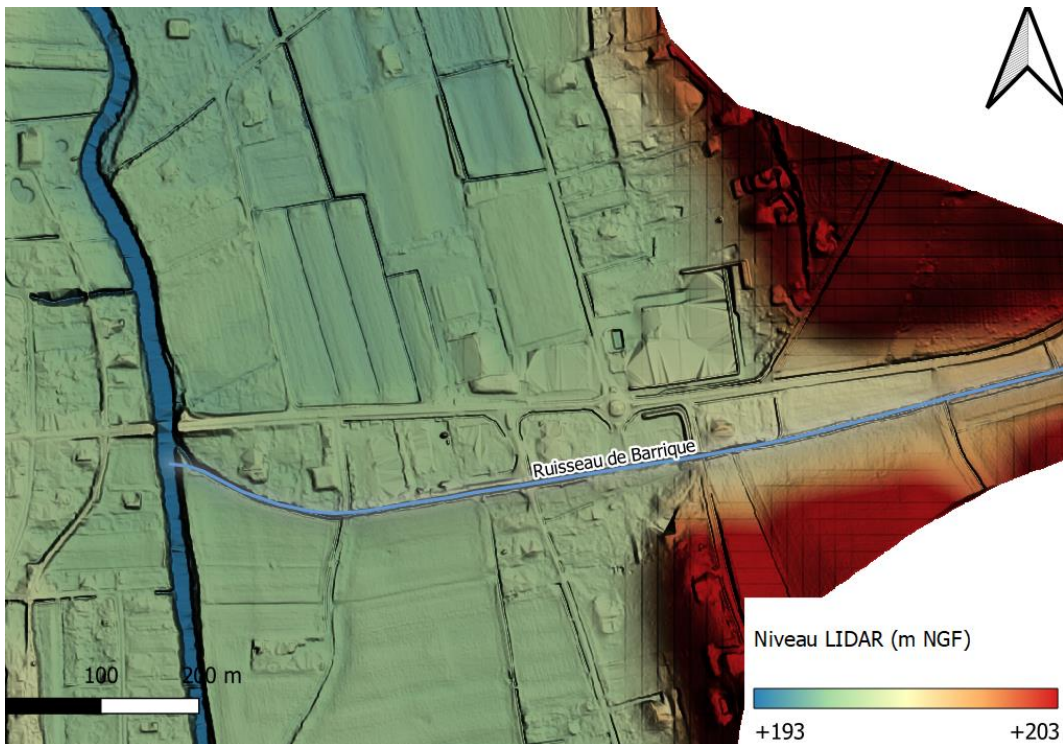 Ruisseau de Barrique
100
200 m
Niveau LIDAR (m NGF)
+193
+203